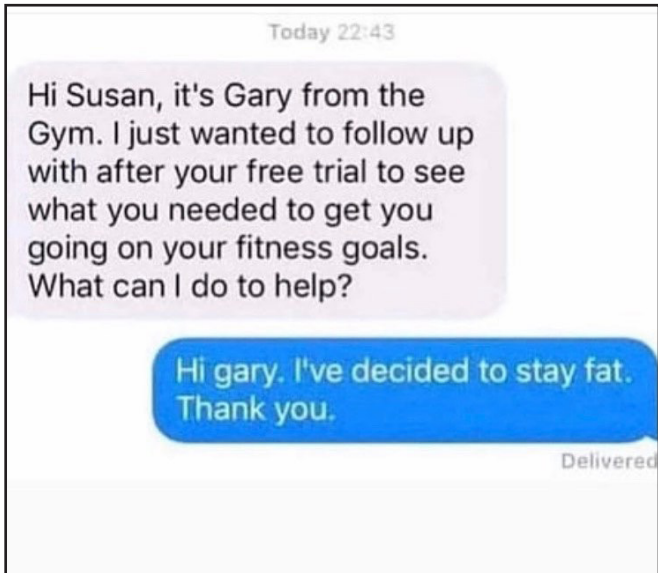 Today 22:43
Hi Susan, it's Gary from the
Gym. I just wanted to follow up
with after your free trial to see
what you needed to get you
going on your fitness goals.
What can I do to help?
Hi gary. I've decided to stay fat.
Thank you.
Delivered